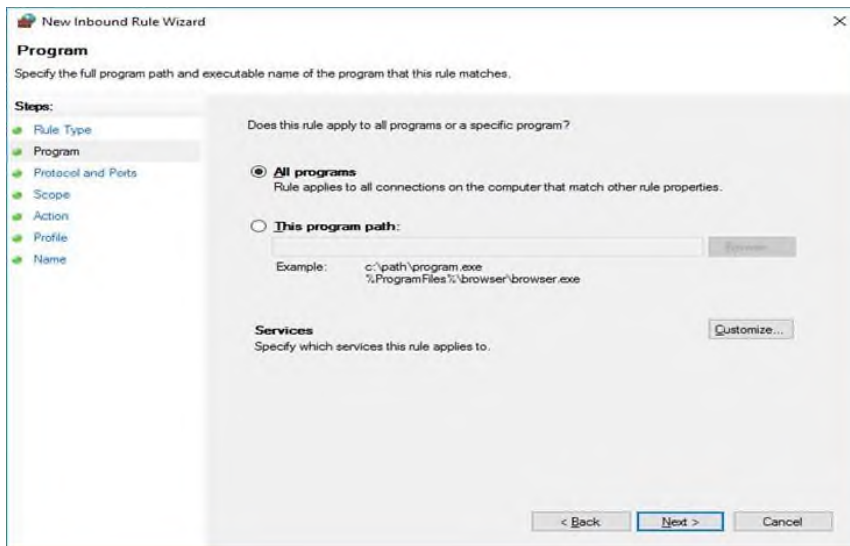 New Inbound Rule Wizard
Program
Specify the full program path and executable name of the program that this rule matches.
Steps:
Rule Type
Program
Protocol and Ports
Scope
Action
Profile
Name
Does this rule apply to all programs or a specific program?
All programs
Rule applies to all connections on the computer that match other rule properties.
This program path:
Browse...
Example: c:\path\program.exe
%ProgramFiles%\browser\browser.exe
Services
Specify which services this rule applies to.
Customize...
< Back Next > Cancel